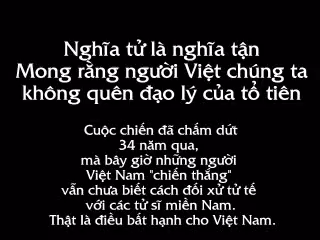 Nghĩa tử là nghĩa tận
Mong rằng người Việt chúng ta
không quên đạo lý của tổ tiên
Cuộc chiến đã chấm dứt
34 năm qua,
mà bây giờ những người
Việt Nam "chiến thắng"
vẫn chưa biết cách đối xử tử tế
với các tử sĩ miền Nam.
Thật là điều bất hạnh cho Việt Nam.